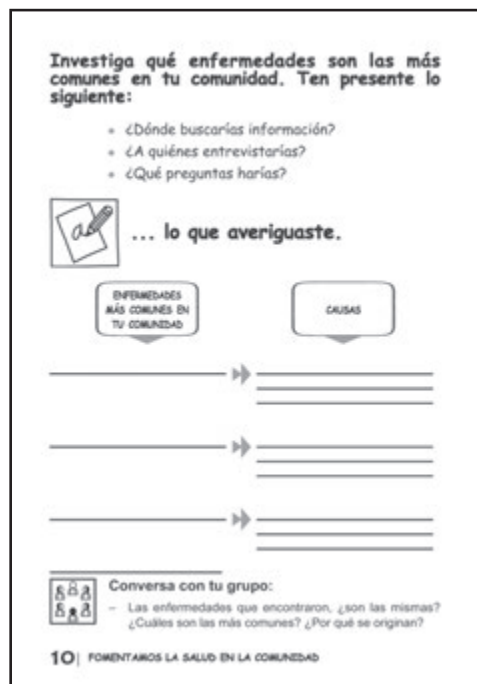 Investiga qué enfermedades son las más
comunes en tu comunidad. Ten presente lo
siguiente:
• ¿Dónde buscarías información?
• ¿A quiénes entrevistarías?
• ¿Qué preguntas harías?
a
... lo que averiguaste.
ENFERMEDADES
MÁS COMUNES EN
TU COMUNIDAD
CAUSAS
Conversa con tu grupo:
– Las enfermedades que encontraron, ¿son las mismas?
¿Cuáles son las más comunes? ¿Por qué se originan?
10| FOMENTAMOS LA SALUD EN LA COMUNIDAD